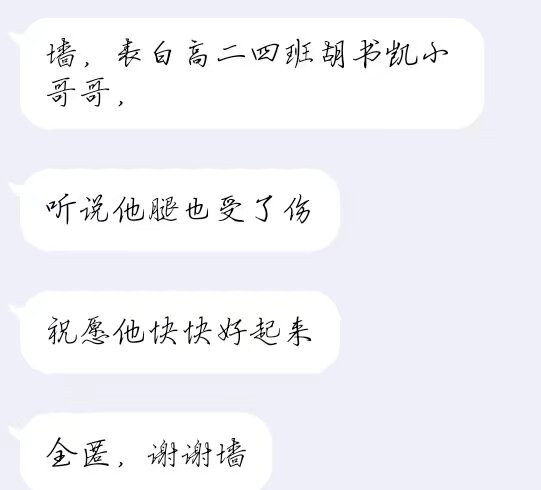 墙，表白高二四班胡书凯小
哥哥，
听说他腿也受了伤
祝愿他快快好起来
全匿，谢谢墙